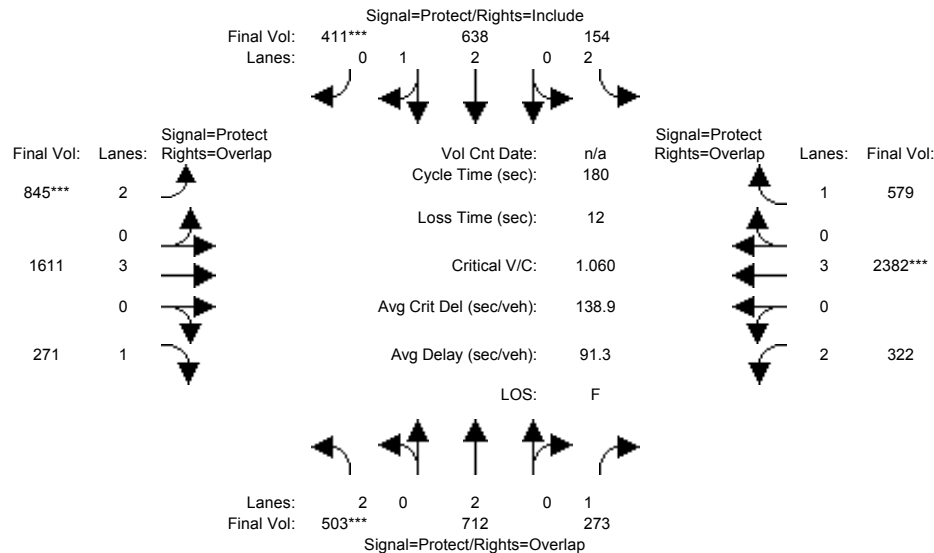 Signal=Protect/Rights=Include
Final Vol: 411*** 638 154
Lanes: 0 1 2 0 2
Signal=Protect Signal=Protect
Final Vol: Lanes: Rights=Overlap Vol Cnt Date: n/a Rights=Overlap Lanes: Final Vol:
Cycle Time (sec): 180
845*** 2 1 579
Loss Time (sec): 12
0 0
1611 3 Critical V/C: 1.060 3 2382***
0 Avg Crit Del (sec/veh): 138.9 0
271 1 Avg Delay (sec/veh): 91.3 2 322
LOS: F
Lanes: 2 0 2 0 1
Final Vol: 503*** 712 273
Signal=Protect/Rights=Overlap